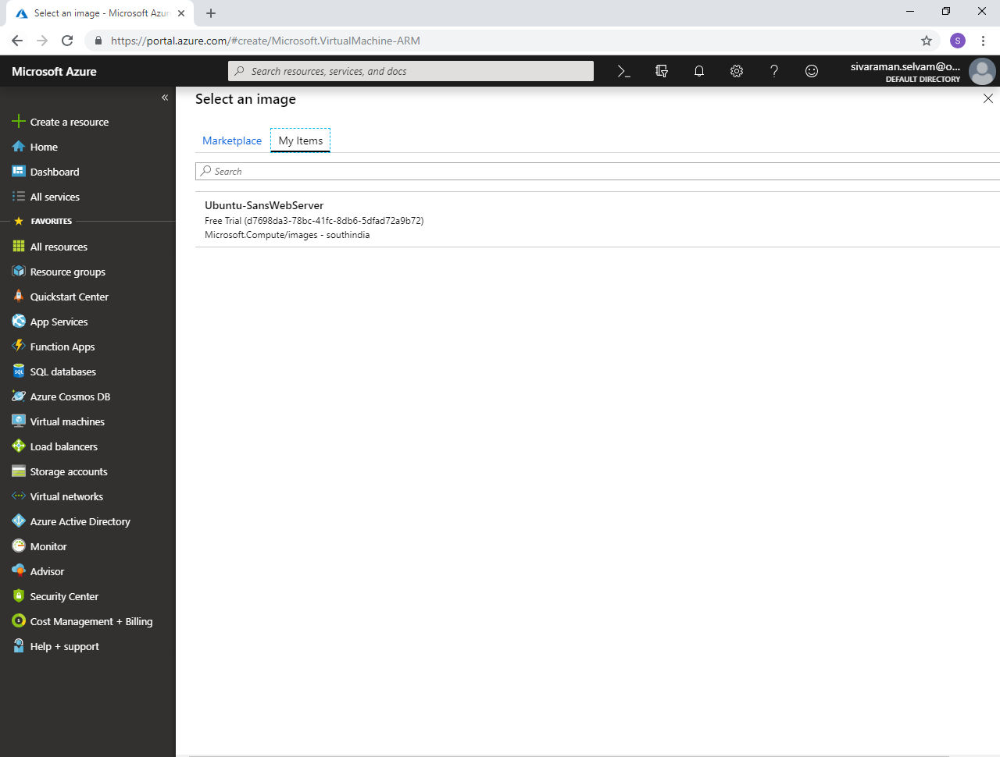 Select an image - Microsoft Azur
https://portal.azure.com/#create/Microsoft.VirtualMachine-ARM
S
Microsoft Azure
Search resources, services, and docs
sivaraman.selvam@o...
DEFAULT DIRECTORY
Create a resource
Home
Dashboard
All services
FAVORITES
All resources
Resource groups
Quickstart Center
App Services
Function Apps
SQL databases
Azure Cosmos DB
Virtual machines
Load balancers
Storage accounts
Virtual networks
Azure Active Directory
Monitor
Advisor
Security Center
Cost Management + Billing
Help + support
Select an image
Marketplace
My Items
Search
Ubuntu-SansWebServer
Free Trial (d7698da3-78bc-41fc-8db6-5dfad72a9b72)
Microsoft.Compute/images - southindia